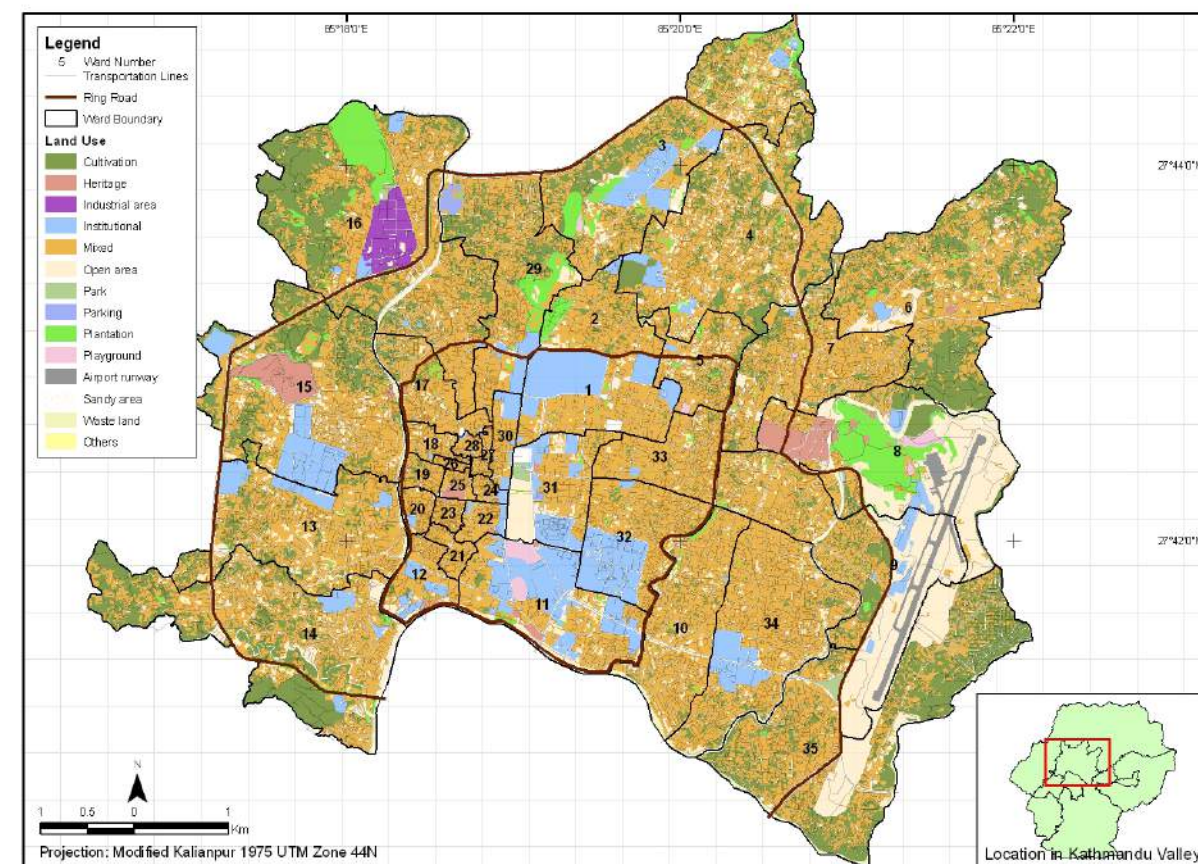 85°18'0"E
85°20'0"E
85°22'0"E
Legend
5 Ward Number
Transportation Lines
Ring Road
Ward Boundary
Land Use
Cultivation
Heritage
Industrial area
Institutional
Mixed
Open area
Park
Parking
Plantation
Playground
Airport runway
Sandy area
Waste land
Others
27°44'0"N
27°42'0"N
3
16
4
29
2
6
7
5
15
17
1
30
18
28
27
26
8
33
19
25
24
31
20
23
22
13
32
21
9
12
11
14
10
34
9
35
N
1 0.5 0 1
Km
Projection: Modified Kalianpur 1975 UTM Zone 44N
Location in Kathmandu Valley